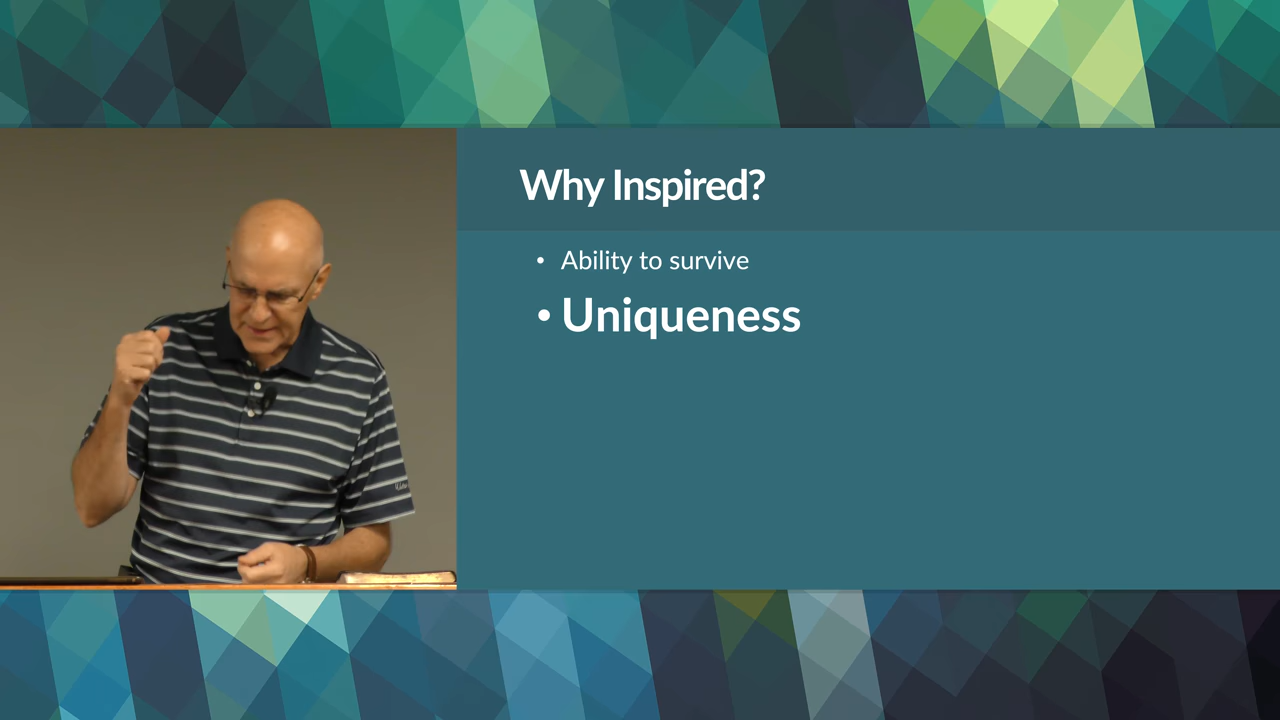 Why Inspired?
• Ability to survive
• Uniqueness